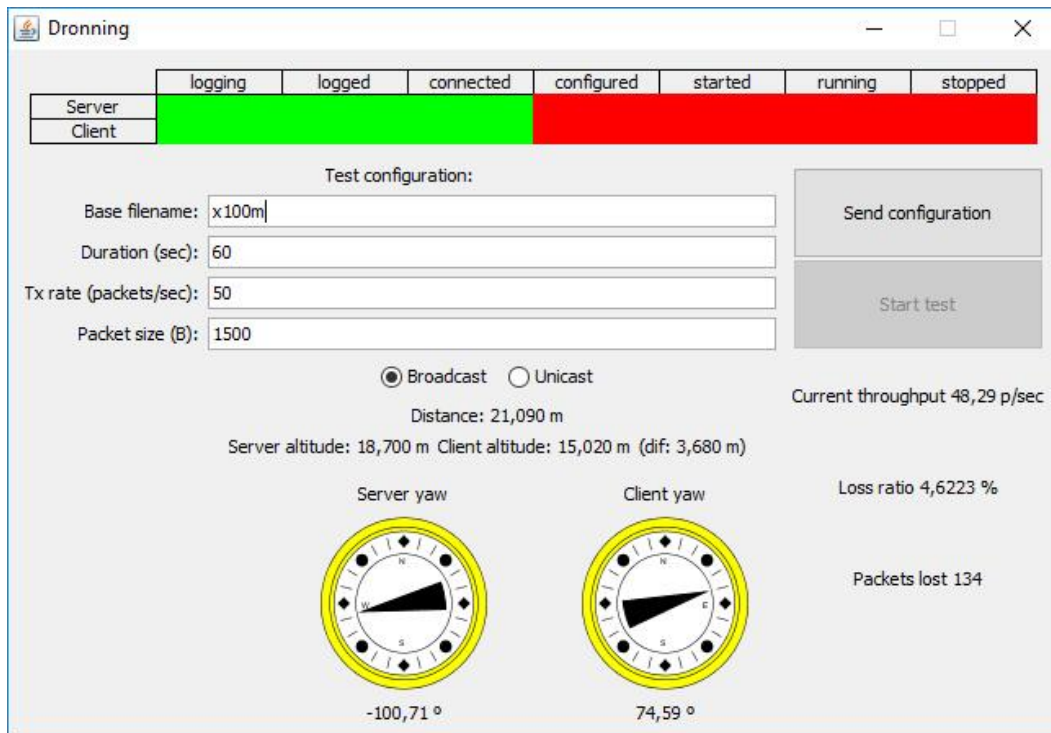 Dronning
logging logged connected configured started running stopped
Server
Client
Test configuration:
Base filename: x100m
Send configuration
Duration (sec): 60
Tx rate (packets/sec): 50
Start test
Packet size (B): 1500
Broadcast Unicast
Current throughput 48,29 p/sec
Distance: 21,090 m
Server altitude: 18,700 m Client altitude: 15,020 m (dif: 3,680 m)
Server yaw Client yaw
Loss ratio 4,6223 %
N N
Packets lost 134
W E
S S
-100,71 º 74,59 º